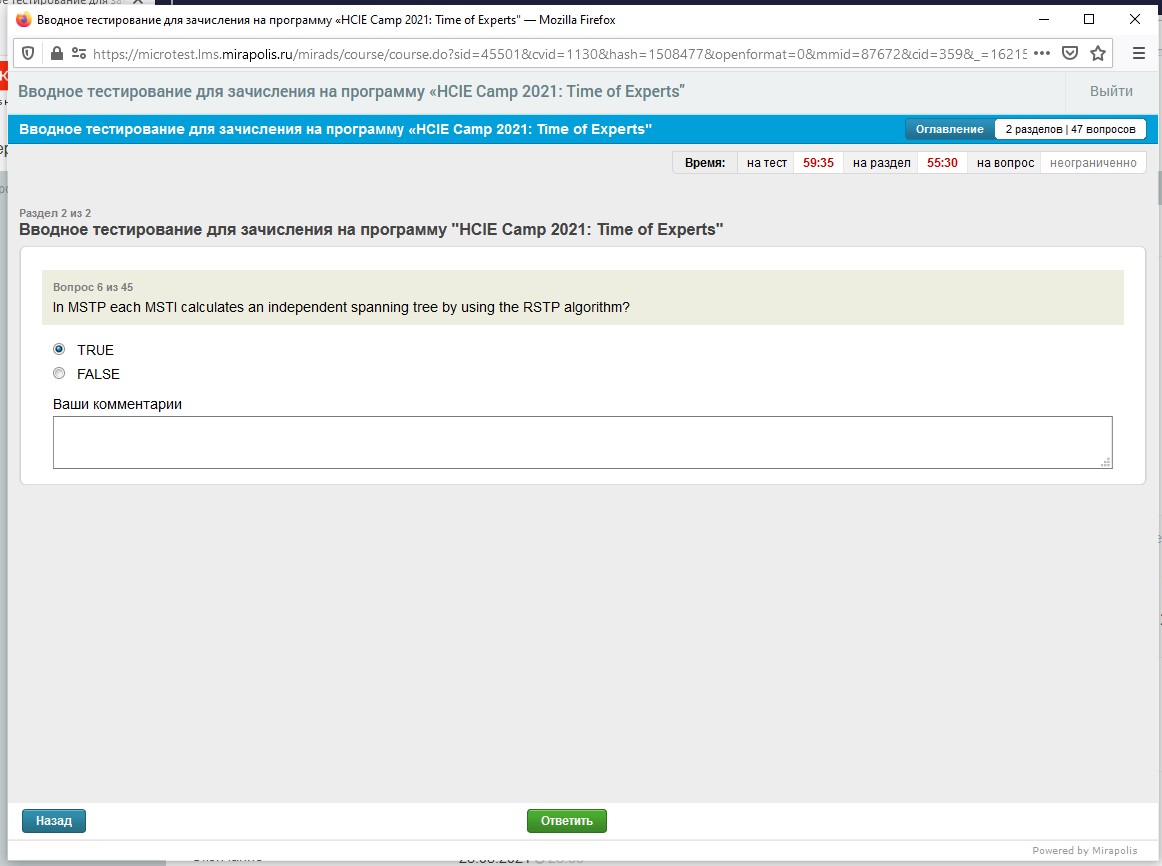 Вводное тестирование для зачисления на программу «HCIE Camp 2021: Time of Experts" — Mozilla Firefox
https://microtest.lms.mirapolis.ru/mirads/course/course.do?sid=45501&cvid=1130&hash=1508477&openformat=0&mmid=87672&cid=359&_=16215
Вводное тестирование для зачисления на программу «HCIE Camp 2021: Time of Experts" Выйти
Вводное тестирование для зачисления на программу «HCIE Camp 2021: Time of Experts" Оглавление 2 разделов | 47 вопросов
Время: на тест 59:35 на раздел 55:30 на вопрос неограниченно
Раздел 2 из 2
Вводное тестирование для зачисления на программу "HCIE Camp 2021: Time of Experts"
Вопрос 6 из 45
In MSTP each MSTI calculates an independent spanning tree by using the RSTP algorithm?
TRUE
FALSE
Ваши комментарии
Назад Ответить
Powered by Mirapolis